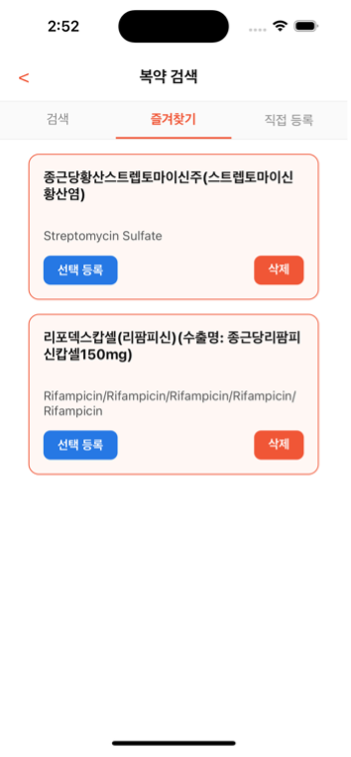 2:52
<
복약 검색
검색
즐겨찾기
직접 등록
종근당황산스트렙토마이신주(스트렙토마이신
황산염)
Streptomycin Sulfate
선택 등록
삭제
리포덱스캅셀(리팜피신)(수출명: 종근당리팜피
신캅셀150mg)
Rifampicin/Rifampicin/Rifampicin/Rifampicin/
Rifampicin
선택 등록
삭제